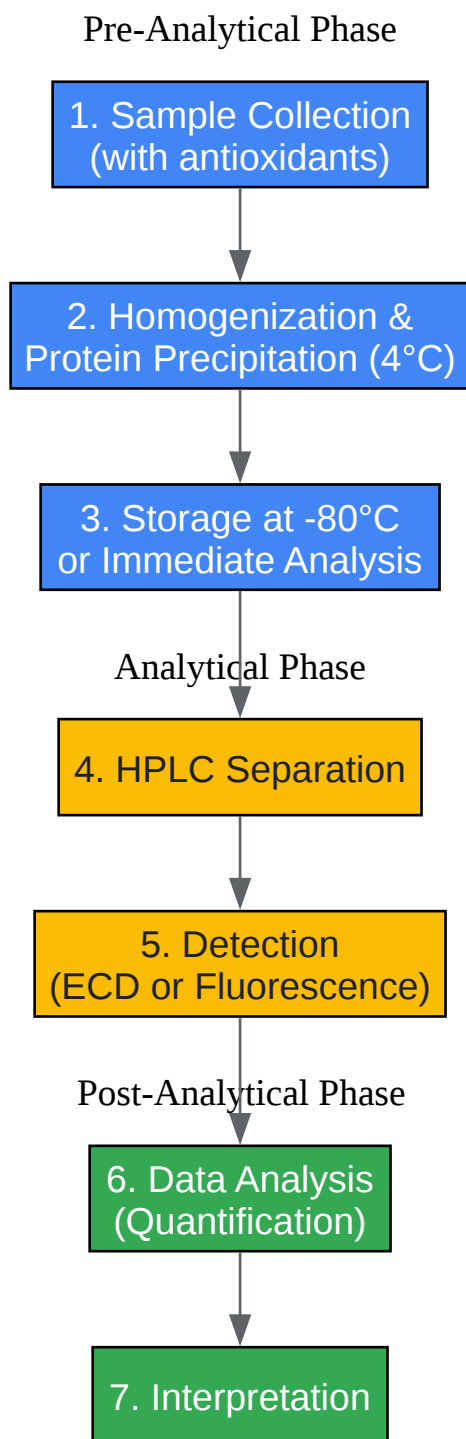 Pre-Analytical Phase
1. Sample Collection
(with antioxidants)
2. Homogenization &
Protein Precipitation (4°C)
3. Storage at -80°C
or Immediate Analysis
Analytical Phase
4. HPLC Separation
5. Detection
(ECD or Fluorescence)
Post-Analytical Phase
6. Data Analysis
(Quantification)
7. Interpretation